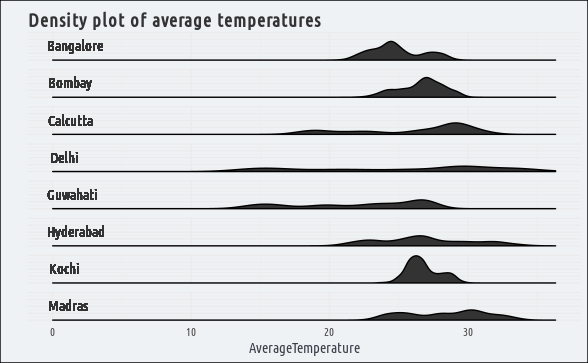 Density plot of average temperatures
Bangalore
Bombay
Calcutta
Delhi
Guwahati
Hyderabad
Kochi
Madras
0 10 20 30
AverageTemperature